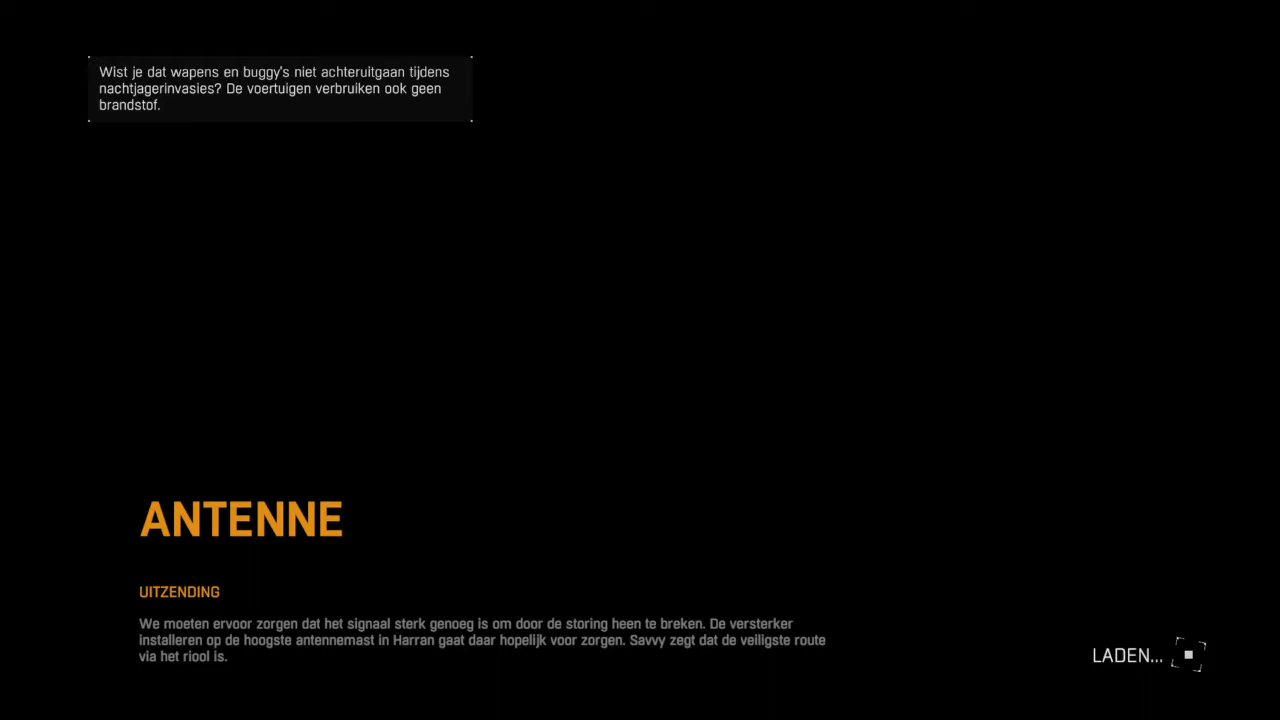 Wist je dat wapens en buggy's niet achteruitgaan tijdens
nachtjagerinvasies? De voertuigen verbruiken ook geen
brandstof.
ANTENNE
UITZENDING
We moeten ervoor zorgen dat het signaal sterk genoeg is om door de storing heen te breken. De versterker
installeren op de hoogste antennemast in Harran gaat daar hopelijk voor zorgen. Savvy zegt dat de veiligste route
via het riool is.
LADEN...